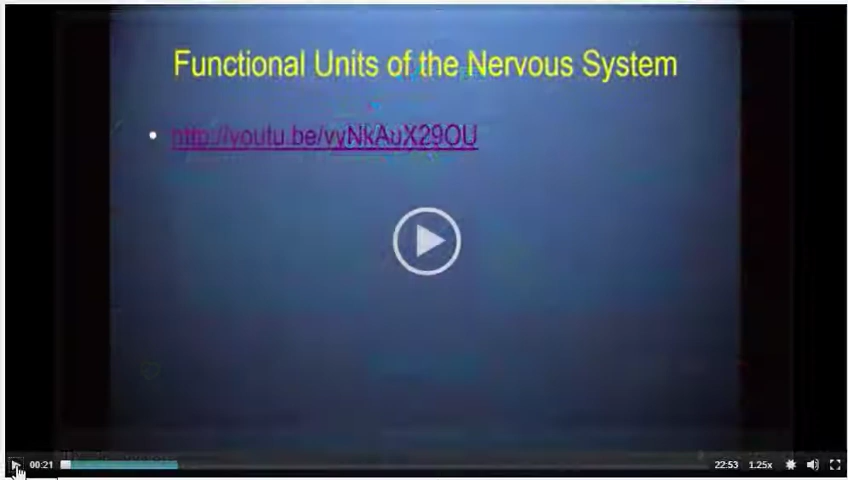 Functional Units of the Nervous System
• http://youtu.be/vyNkAuX29OU
00:21
22:53
1.25x